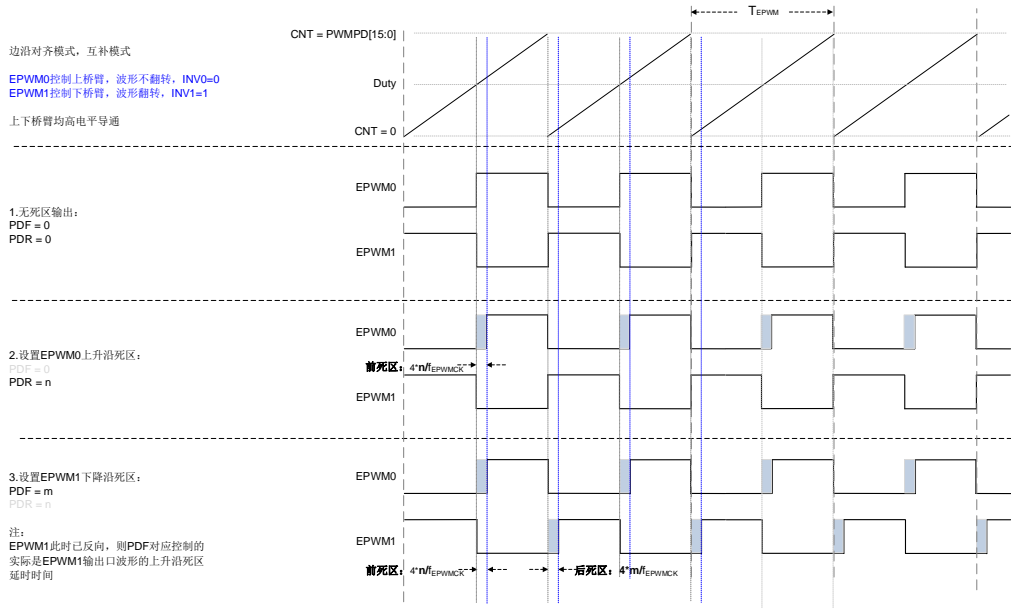 T_EPWM
CNT = PWMPD[15:0]
边沿对齐模式，互补模式
EPWM0控制上桥臂，波形不翻转，INV0=0
Duty
EPWM1控制下桥臂，波形翻转，INV1=1
上下桥臂均高电平导通
CNT = 0
EPWM0
1.无死区输出：
PDF = 0
PDR = 0
EPWM1
EPWM0
2.设置EPWM0上升沿死区：
PDF = 0
前死区：4*n/f_EPWMCK
PDR = n
EPWM1
3.设置EPWM1下降沿死区：
EPWM0
PDF = m
PDR = n
注：
EPWM1此时已反向，则PDF对应控制的
EPWM1
实际是EPWM1输出口波形的上升沿死区
延时时间
前死区：4*n/f_EPWMCK
后死区：4*m/f_EPWMCK